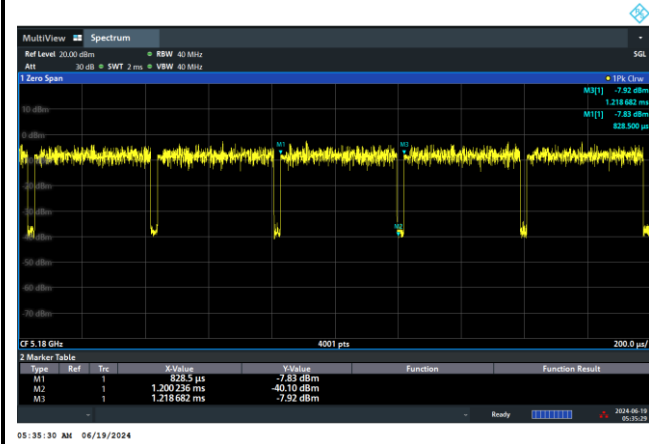 MultiView Spectrum
Ref Level 20.00 dBm RBW 40 MHz SGL
Att 30 dB SWT 2 ms VBW 40 MHz
1 Zero Span 1Pk Clrw
M3[1] -7.92 dBm
1.218 682 ms
M1[1] -7.83 dBm
828.500 µs
10 dBm
0 dBm
M1 M3
-20 dBm
M2
-50 dBm
-60 dBm
-70 dBm
CF 5.18 GHz 4001 pts 200.0 µs/
2 Marker Table
Type Ref Trc X-Value Y-Value Function Function Result
M1 1 828.5 µs -7.83 dBm
M2 1 1.200 236 ms -40.10 dBm
M3 1 1.218 682 ms -7.92 dBm
Ready 2024-06-19
05:35:29
05:35:30 AM 06/19/2024